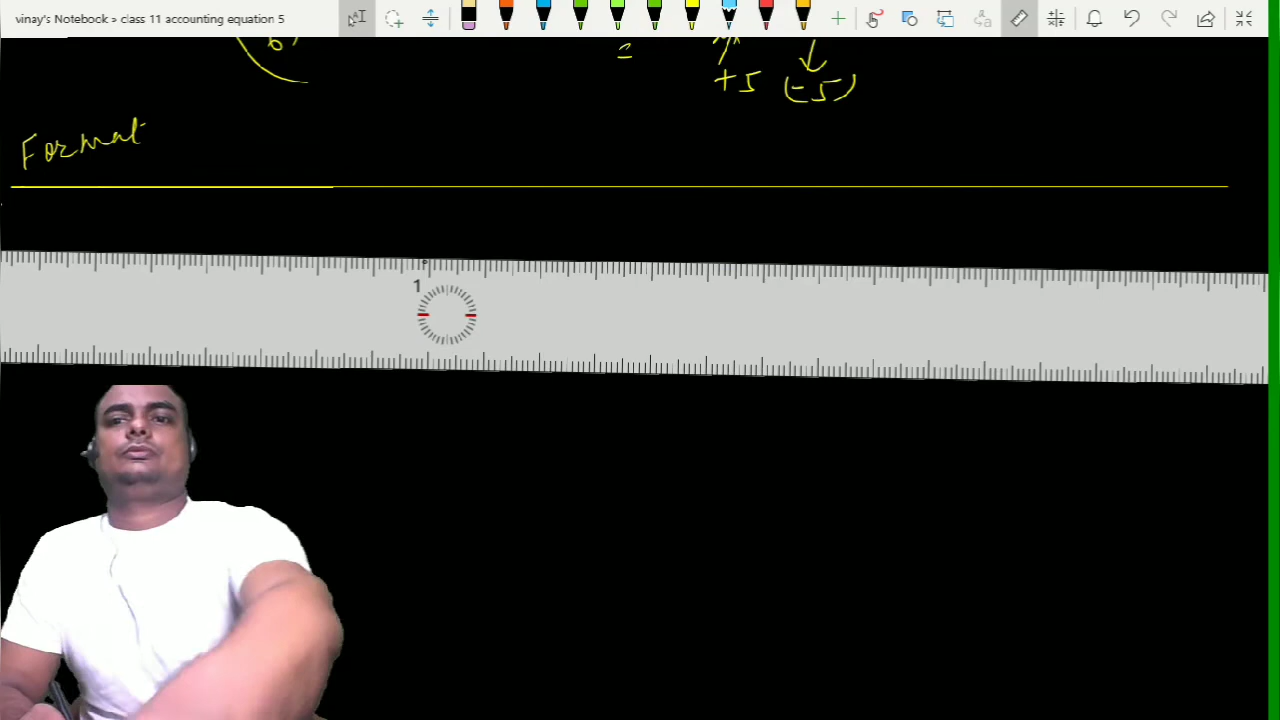 vinay's Notebook > class 11 accounting equation 5
=
+5 (-5)
Format
1